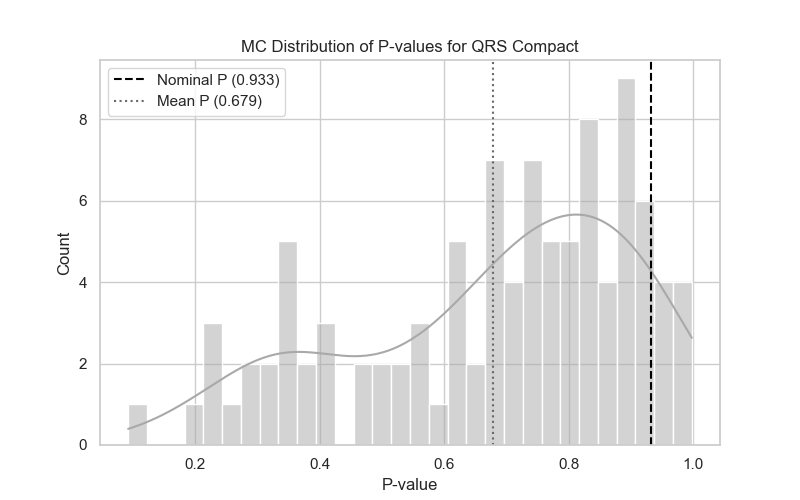 MC Distribution of P-values for QRS Compact
Nominal P (0.933)
Mean P (0.679)
8
6
4
2
0
Count
0.2 0.4 0.6 0.8 1.0
P-value